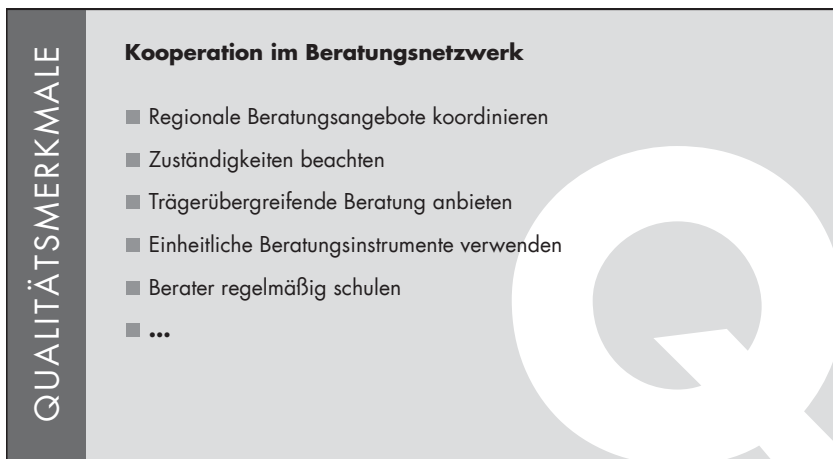 QUALITÄTSMERKMALE
Kooperation im Beratungsnetzwerk
Regionale Beratungsangebote koordinieren
Zuständigkeiten beachten
Trägerübergreifende Beratung anbieten
Einheitliche Beratungsinstrumente verwenden
Berater regelmäßig schulen
...
Q